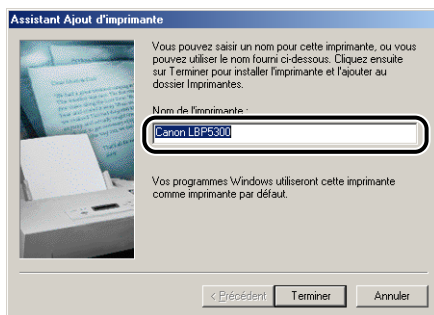 Assistant Ajout d'imprimante
Vous pouvez saisir un nom pour cette imprimante, ou vous
pouvez utiliser le nom fourni ci-dessous. Cliquez ensuite
sur Terminer pour installer l'imprimante et l'ajouter au
dossier Imprimantes.
Nom de l'imprimante :
Canon LBP5300
Vos programmes Windows utiliseront cette imprimante
comme imprimante par défaut.
< Précédent
Terminer
Annuler